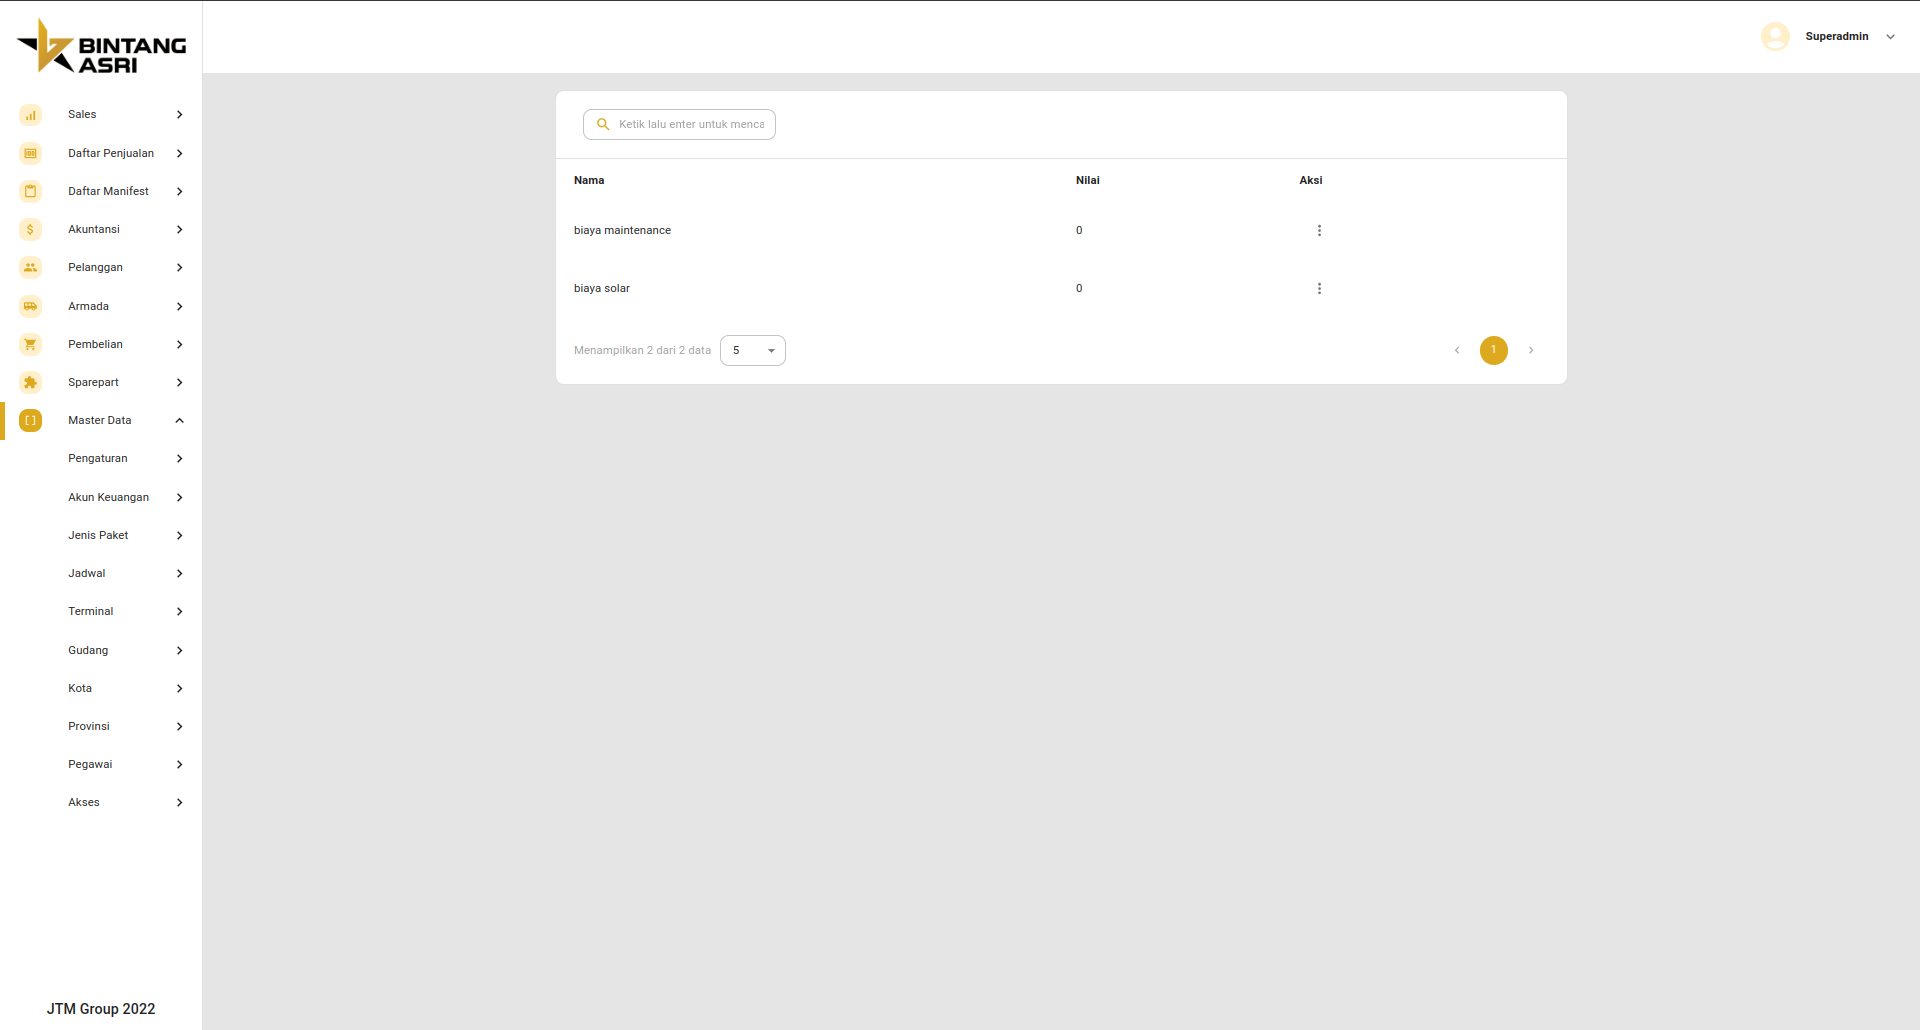 BINTANG
ASRI
Superadmin
Sales
Daftar Penjualan
Daftar Manifest
Akuntansi
Pelanggan
Armada
Pembelian
Sparepart
Master Data
Pengaturan
Akun Keuangan
Jenis Paket
Jadwal
Terminal
Gudang
Kota
Provinsi
Pegawai
Akses
JTM Group 2022
Ketik lalu enter untuk menca
Nama Nilai Aksi
biaya maintenance 0
biaya solar 0
Menampilkan 2 dari 2 data 5 1